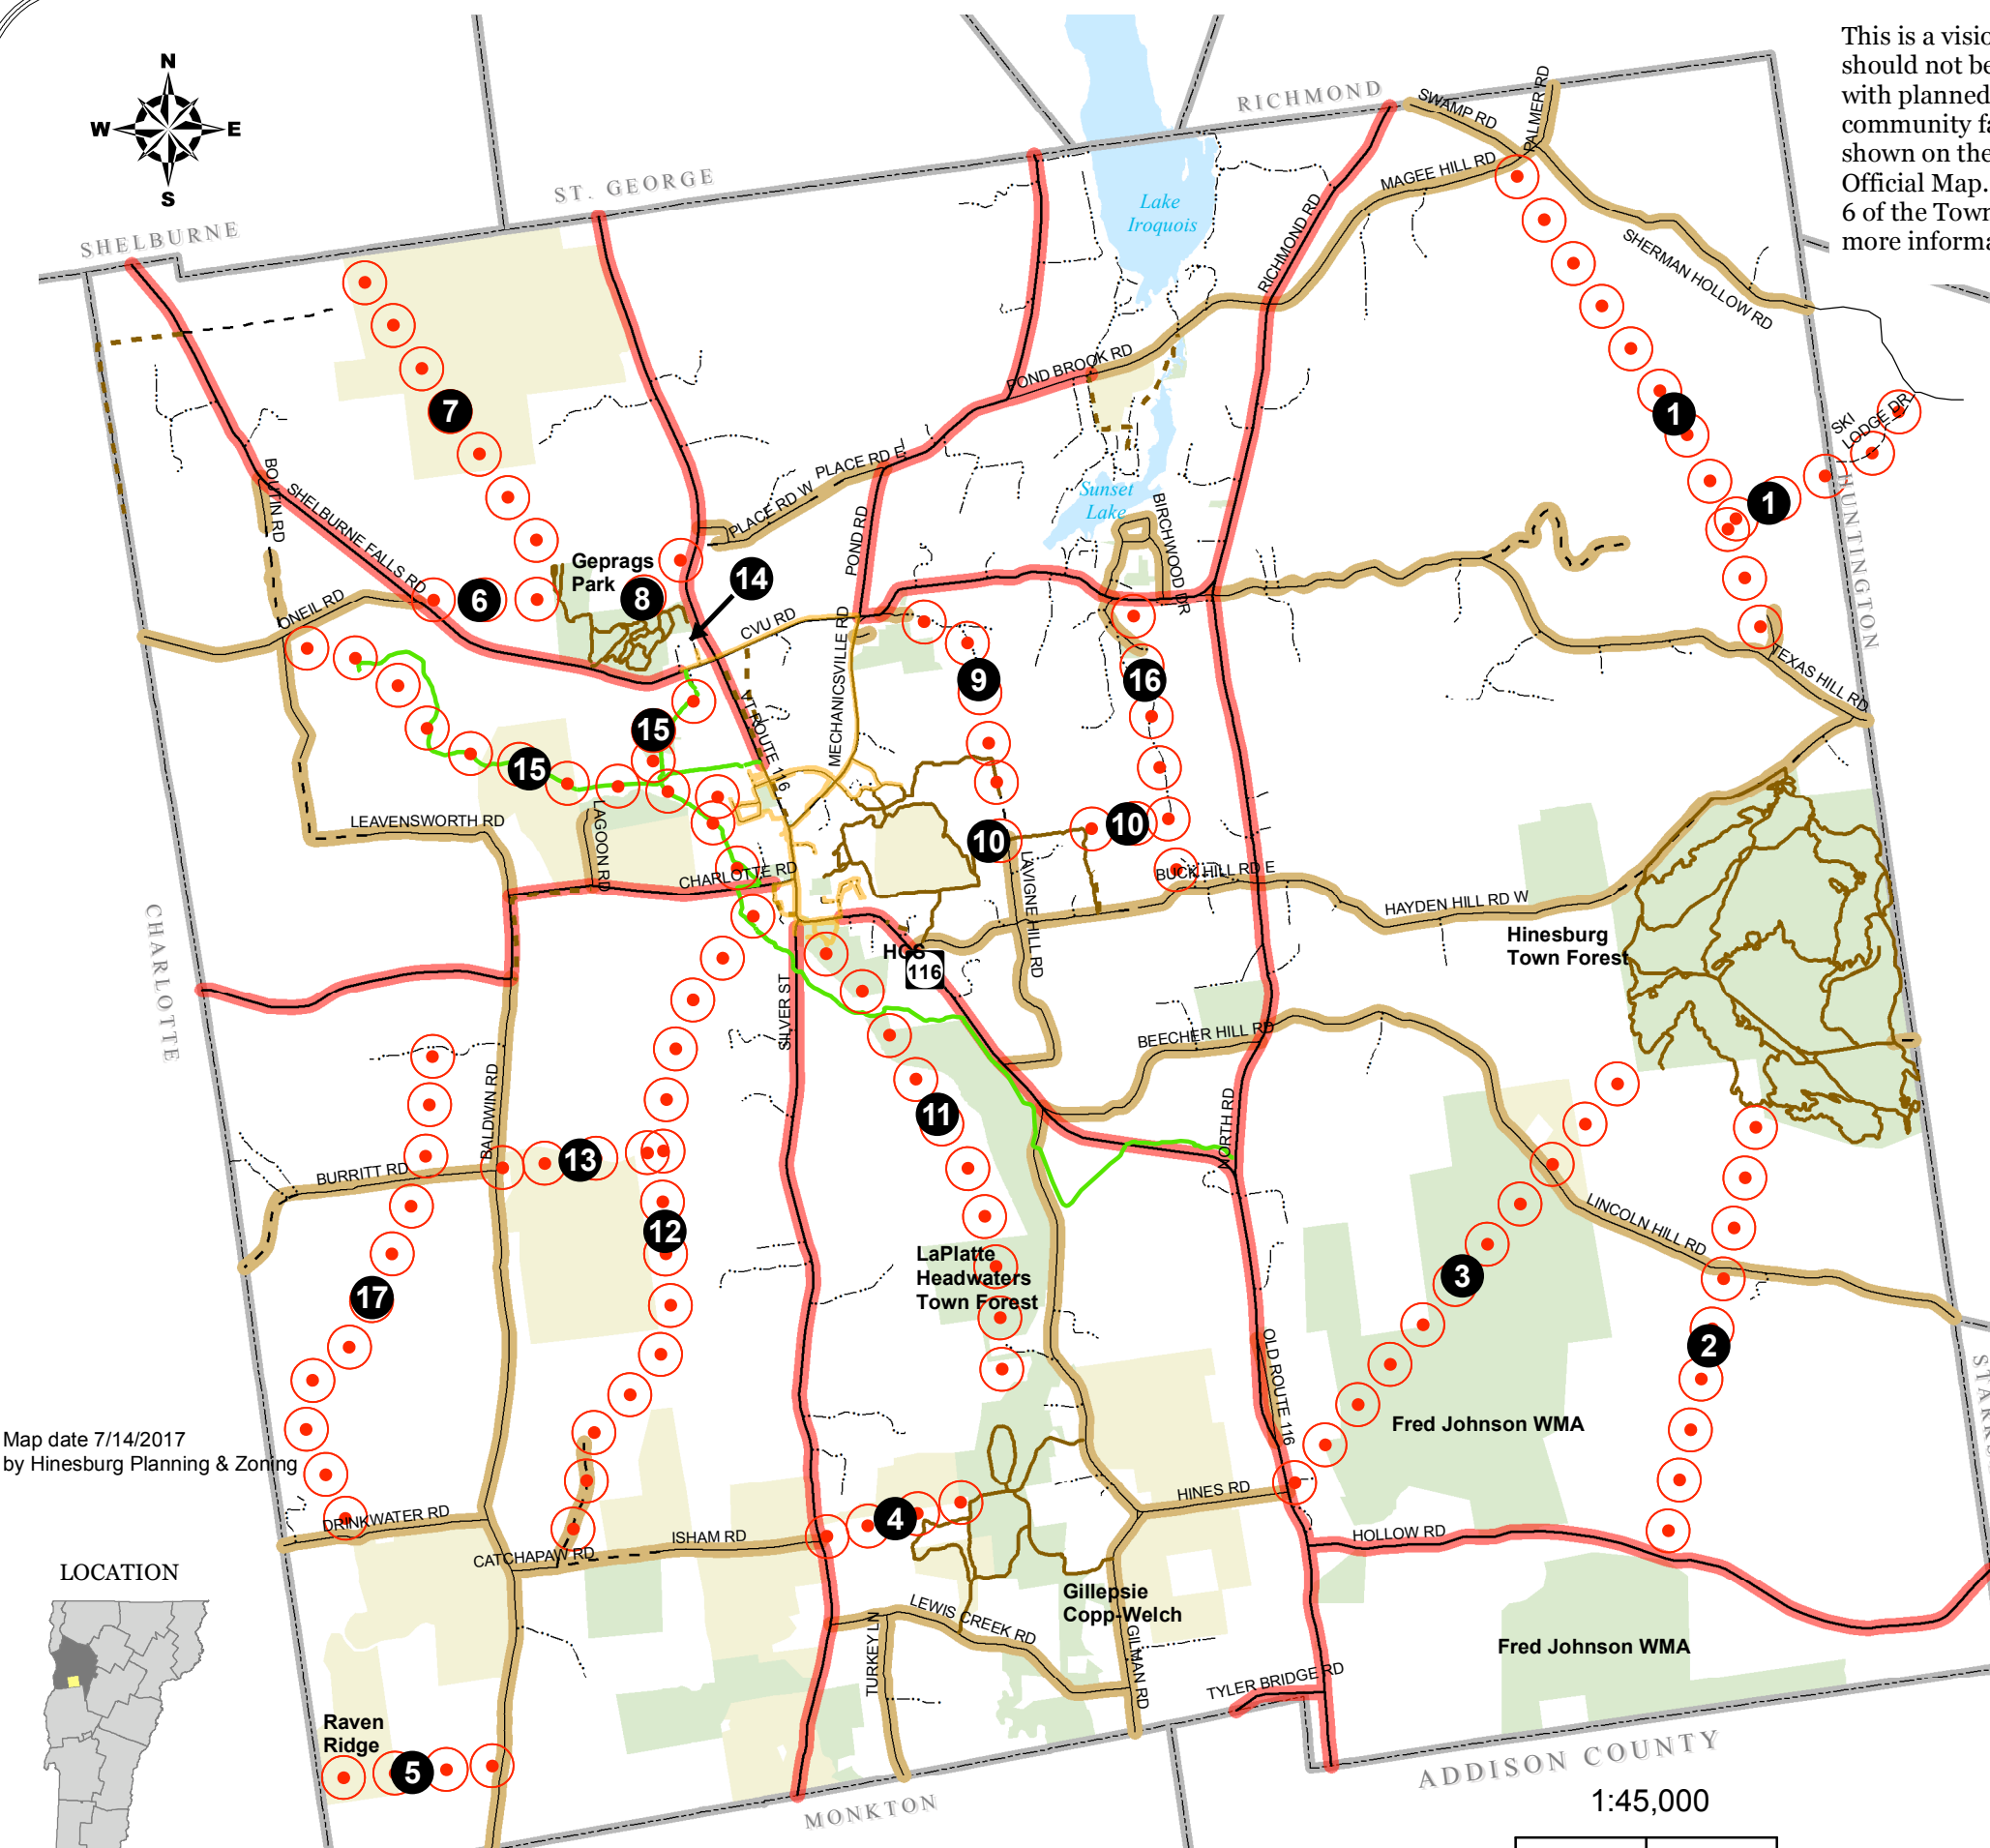 This is a visio
should not be
with planned
community fa
shown on the
Official Map.
6 of the Town
more informa
N
W
E
S
SHELBURNE
ST. GEORGE
RICHMOND
SWAMP RD
PALMER RD
MAGEE HILL RD
SHERMAN HOLLOW RD
RICHMOND RD
Lake
Iroquois
POND BROOK RD
7
1
SKI
LODGE DR
1
HUNTINGTON
BOUTIN RD
SHELBURNE FALLS RD
PLACE RD E
PLACE RD W
POND RD
Sunset
Lake
BIRCHWOOD DR
Geprags
Park
14
6
8
ONEIL RD
CVU RD
MECHANICSVILLE RD
9
16
TEXAS HILL RD
VT ROUTE 116
15
15
LEAVENSWORTH RD
LAGOON RD
10
10
CHARLOTTE RD
BUCK HILL RD E
LAVIGNE HILL RD
HAYDEN HILL RD W
Hinesburg
Town Forest
CHARLOTTE
HCS
116
SILVER ST
BEECHER HILL RD
BALDWIN RD
11
NORTH RD
13
BURRITT RD
12
LINCOLN HILL RD
LaPlatte
Headwaters
Town Forest
17
3
2
OLD ROUTE 116
Fred Johnson WMA
Map date 7/14/2017
by Hinesburg Planning & Zoning
HINES RD
4
DRINKWATER RD
ISHAM RD
HOLLOW RD
CATCHAPAW RD
LOCATION
Gillepsie
Copp-Welch
LEWIS CREEK RD
TURKEY LN
GILMAN RD
Fred Johnson WMA
TYLER BRIDGE RD
Raven
Ridge
5
ADDISON COUNTY
MONKTON
1:45,000